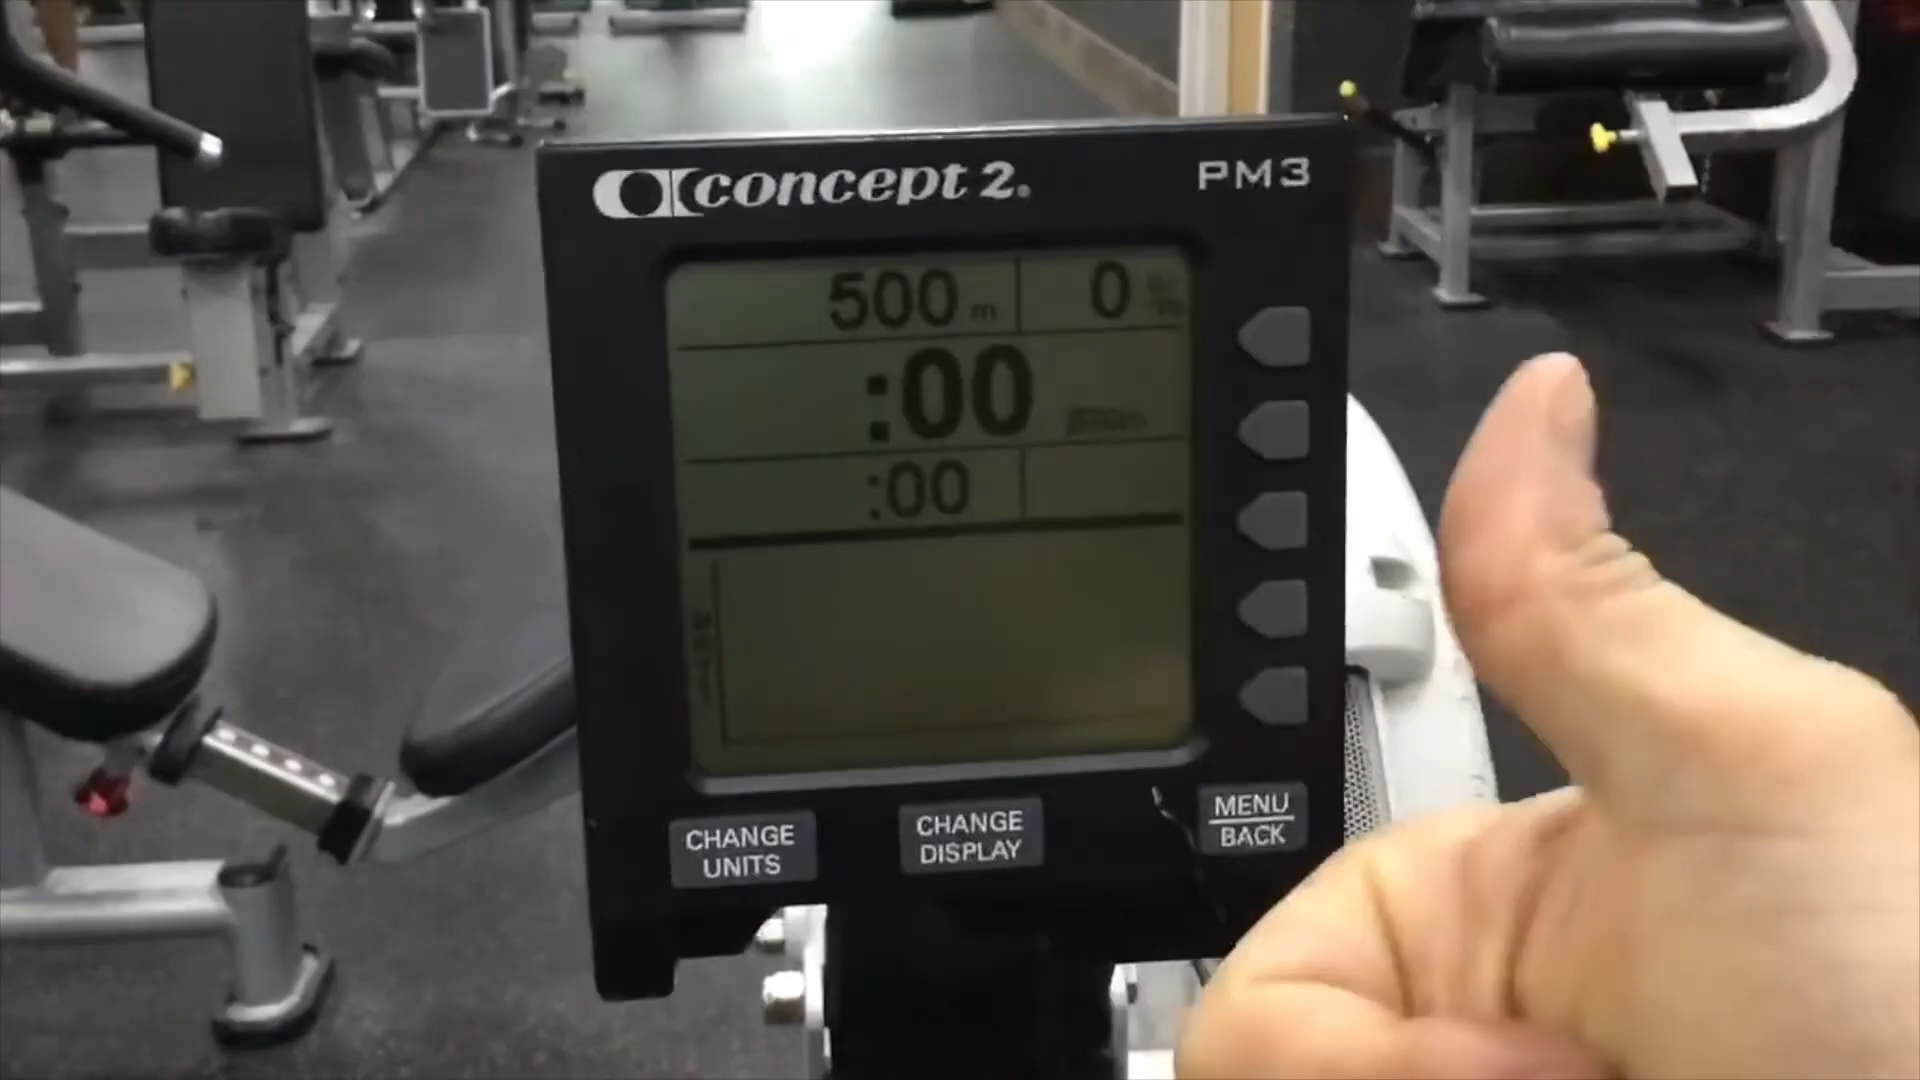 concept 2.
PM3
500 m
0
:00
:00
CHANGE
UNITS
CHANGE
DISPLAY
MENU
BACK